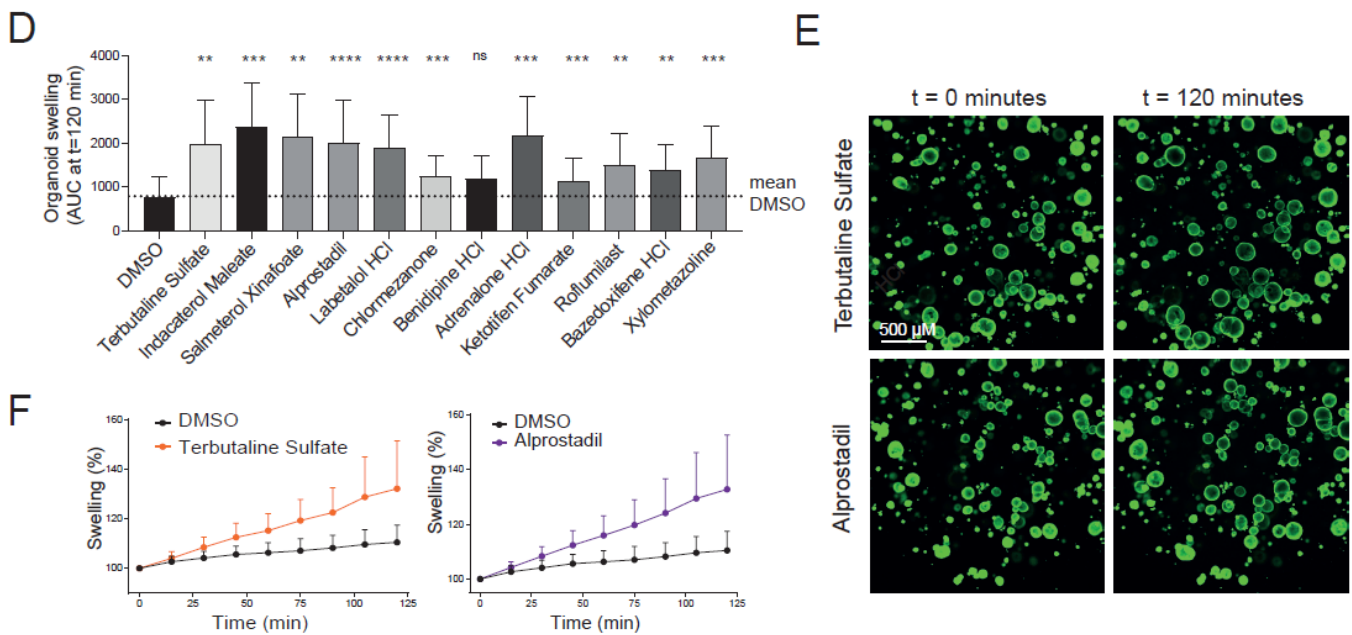 D
Organoid swelling
(AUC at t=120 min)
4000
3000
2000
1000
0
** *** ** **** **** *** ns *** *** ** ** ***
mean
DMSO
DMSO
Terbutaline Sulfate
Indacaterol Maleate
Salmeterol Xinafoate
Alprostadil
Labetalol HCl
Chlormezanone
Benidipine HCl
Adrenalone HCl
Ketotifen Fumarate
Roflumilast
Bazedoxifene HCl
Xylometazoline
E
t = 0 minutes
t = 120 minutes
Terbutaline Sulfate
HCl
500 µM
Alprostadil
F
DMSO
Terbutaline Sulfate
Swelling (%)
160
140
120
100
0 25 50 75 100 125
Time (min)
DMSO
Alprostadil
Swelling (%)
160
140
120
100
0 25 50 75 100 125
Time (min)